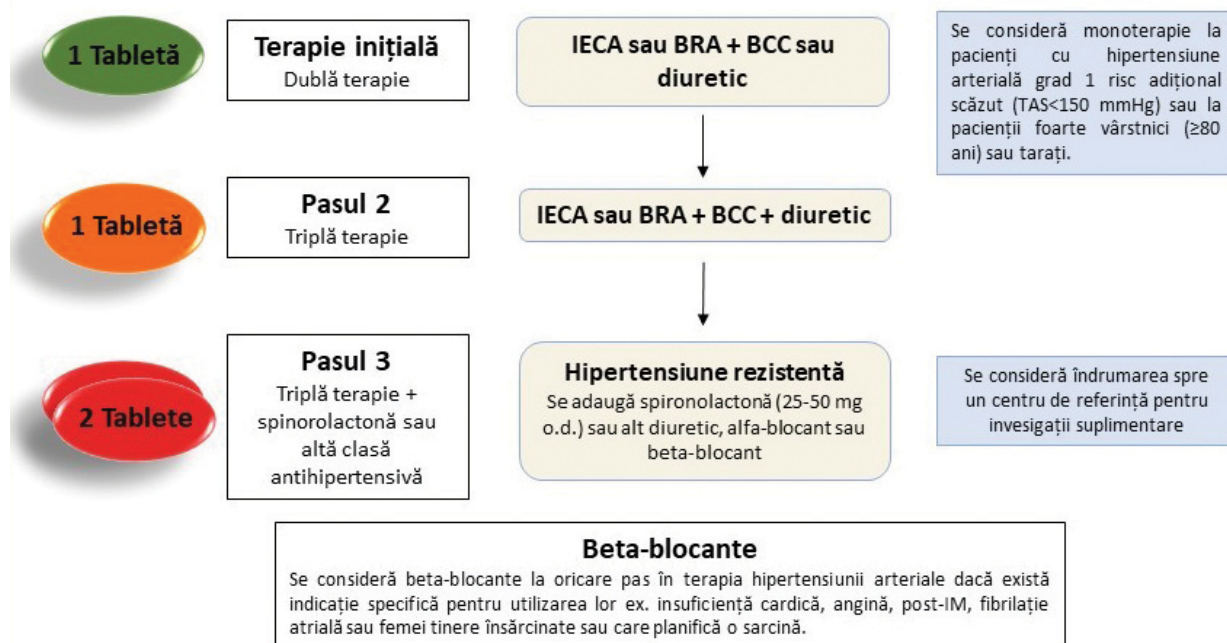 1 Tabletă
Terapie inițială
Dublă terapie
IECA sau BRA + BCC sau
diuretic
Se consideră monoterapie la
pacienți cu hipertensiune
arterială grad 1 risc adițional
scăzut (TAS<150 mmHg) sau la
pacienții foarte vârstnici (≥80
ani) sau tarați.
1 Tabletă
Pasul 2
Triplă terapie
IECA sau BRA + BCC + diuretic
2 Tablete
Pasul 3
Triplă terapie +
spinorolactonă sau
altă clasă
antihipertensivă
Hipertensiune rezistentă
Se adaugă spironolactonă (25-50 mg
o.d.) sau alt diuretic, alfa-blocant sau
beta-blocant
Se consideră îndrumarea spre
un centru de referință pentru
invesigații suplimentare
Beta-blocante
Se consideră beta-blocante la oricare pas în terapia hipertensiunii arteriale dacă există
indicație specifică pentru utilizarea lor ex. insuficiență cardică, angină, post-IM, fibrilație
atrială sau femei tinere însărcinate sau care planifică o sarcină.